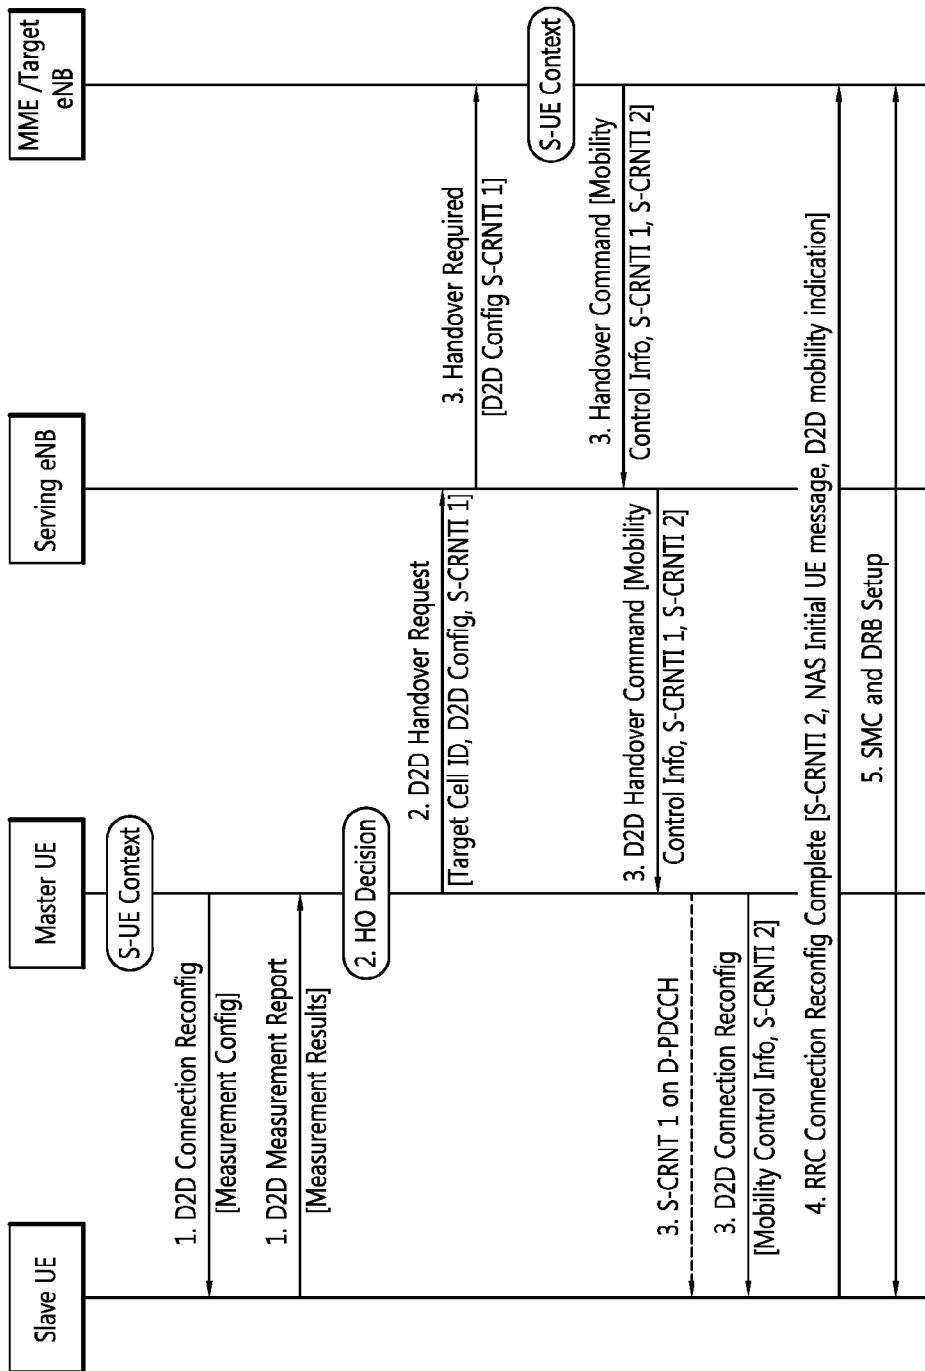 Slave UE
Master UE
Serving eNB
MME /Target
eNB
S-UE Context
1. D2D Connection Reconfig
[Measurement Config]
1. D2D Measurement Report
[Measurement Results]
2. HO Decision
2. D2D Handover Request
[Target Cell ID, D2D Config, S-CRNTI 1]
3. Handover Required
[D2D Config S-CRNTI 1]
S-UE Context
3. Handover Command [Mobility
Control Info, S-CRNTI 1, S-CRNTI 2]
3. D2D Handover Command [Mobility
Control Info, S-CRNTI 1, S-CRNTI 2]
3. S-CRNT 1 on D-PDCCH
3. D2D Connection Reconfig
[Mobility Control Info, S-CRNTI 2]
4. RRC Connection Reconfig Complete [S-CRNTI 2, NAS Initial UE message, D2D mobility indication]
5. SMC and DRB Setup